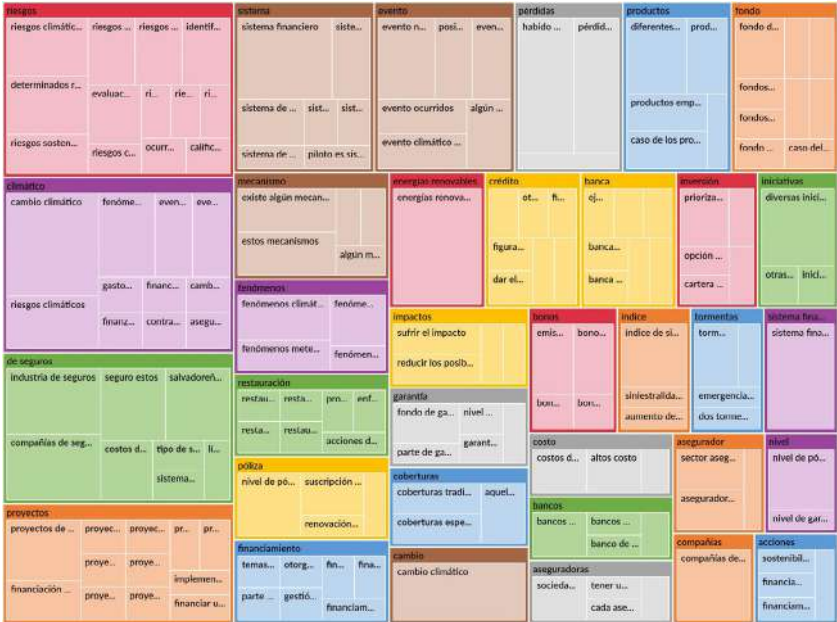 riesgos
riesgos climátic...
riesgos ...
riesgos ...
identif...
determinados r...
evaluac...
ri...
rie...
ri...
riesgos sosten...
riesgos c...
ocurr...
calific...
sistema
sistema financiero
siste...
sistema de ...
sist...
sist...
sistema de ...
piloto es sis...
evento
evento n...
posi...
even...
evento ocurridos
algún ...
evento climático ...
pérdidas
habido ...
pérdid...
productos
diferentes...
prod...
productos emp...
caso de los pro...
fondo
fondo d...
fondos...
fondos...
fondo ...
caso del...
climático
cambio climático
fenóme...
even...
eve...
gasto...
financ...
camb...
riesgos climáticos
finanz...
contra...
asegu...
mecanismo
existe algún mecan...
estos mecanismos
algún m...
energías renovables
energías renova...
crédito
ot...
fi...
figura...
dar el...
banca
ej...
banca...
banca ...
inversión
prioriza...
opción ...
cartera ...
iniciativas
diversas inici...
otras...
inici...
fenómenos
fenómenos climát...
fenóme...
fenómenos mete...
fenómen...
impactos
sufrir el impacto
reducir los posib...
bonos
emis...
bono...
bon...
bon...
índice
índice de si...
siniestralida...
aumento de...
tormentas
torm...
emergencia...
dos torme...
sistema fina...
sistema fina...
de seguros
industria de seguros
seguro estos
salvadoreñ...
compañías de seg...
costos d...
tipo de s...
li...
sistema...
restauración
restau...
resta...
pro...
enf...
resta...
restau...
acciones d...
garantía
fondo de ga...
nivel ...
parte de ga...
garant...
póliza
nivel de pó...
suscripción ...
renovación...
coberturas
coberturas tradi...
aquel...
coberturas espe...
costo
costos d...
altos costo
asegurador
sector aseg...
asegurador...
nivel
nivel de pó...
nivel de gar...
bancos
bancos ...
bancos ...
banco de ...
proyectos
proyectos de ...
proyec...
proyec...
pr...
pr...
proye...
proye...
implemen...
financiación ...
proye...
proye...
financiar u...
financiamiento
temas...
otorg...
fin...
fina...
parte ...
gestió...
financiam...
cambio
cambio climático
aseguradoras
socieda...
tener u...
cada ase...
compañías
compañías de...
acciones
sostenibil...
financia...
financiam...